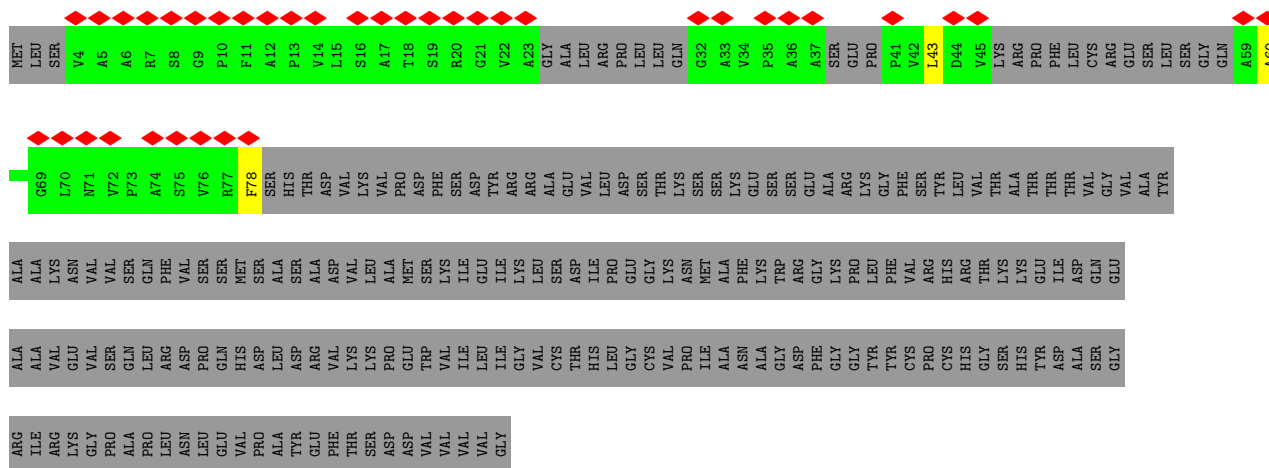 MET LEU SER V4 A5 A6 R7 S8 G9 P10 F11 A12 P13 V14 L15 S16 A17 T18 S19 R20 G21 V22 A23 GLY ALA LEU ARG PRO LEU LEU GLN G32 A33 V34 P35 A36 A37 SER GLU PRO P41 V42 L43 D44 V45 LYS ARG PRO PHE LEU CYS ARG GLU SER LEU SER GLY GLN A59 A60
G69 L70 N71 V72 P73 A74 S75 V76 R77 F78 SER HIS THR ASP VAL LYS VAL PRO ASP PHE SER ASP TYR ARG ARG ALA GLU VAL LEU ASP SER THR LYS SER SER LYS GLU SER SER GLU ALA ARG LYS GLY PHE SER TYR LEU VAL THR ALA THR THR THR VAL GLY VAL ALA TYR
ALA ALA LYS ASN VAL VAL SER GLN PHE VAL SER SER MET SER ALA SER ALA ASP VAL LEU ALA MET SER LYS ILE GLU ILE LYS LEU SER ASP ILE PRO GLU GLY LYS ASN MET ALA PHE LYS TRP ARG GLY LYS PRO LEU PHE VAL ARG HIS ARG THR LYS LYS GLU ILE ASP GLN GLU
ALA ALA VAL GLU VAL SER GLN LEU ARG ASP PRO GLN HIS ASP LEU ASP ARG VAL LYS LYS PRO GLU TRP VAL ILE LEU ILE GLY VAL CYS THR HIS LEU GLY CYS VAL PRO ILE ALA ASN ALA GLY ASP PHE GLY GLY TYR TYR CYS PRO CYS HIS GLY SER HIS TYR ASP ALA SER GLY
ARG ILE ARG LYS GLY PRO ALA PRO LEU ASN LEU GLU VAL PRO ALA TYR GLU PHE THR SER ASP ASP VAL VAL VAL VAL GLY